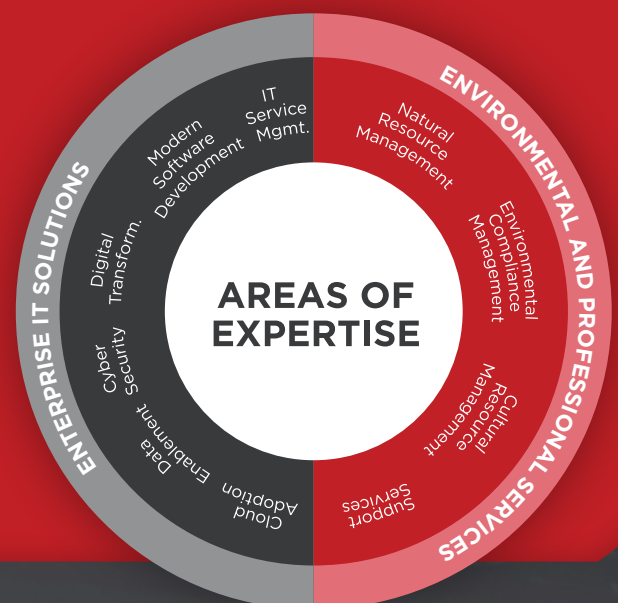 AREAS OF
EXPERTISE
ENTERPRISE IT SOLUTIONS
IT
Service
Mgmt.
Modern
Software
Development
Digital
Transform.
Cyber
Security
Data
Enablement
Cloud
Adoption
ENVIRONMENTAL AND PROFESSIONAL SERVICES
Natural
Resource
Management
Environmental
Compliance
Management
Cultural
Resource
Management
Support
Services